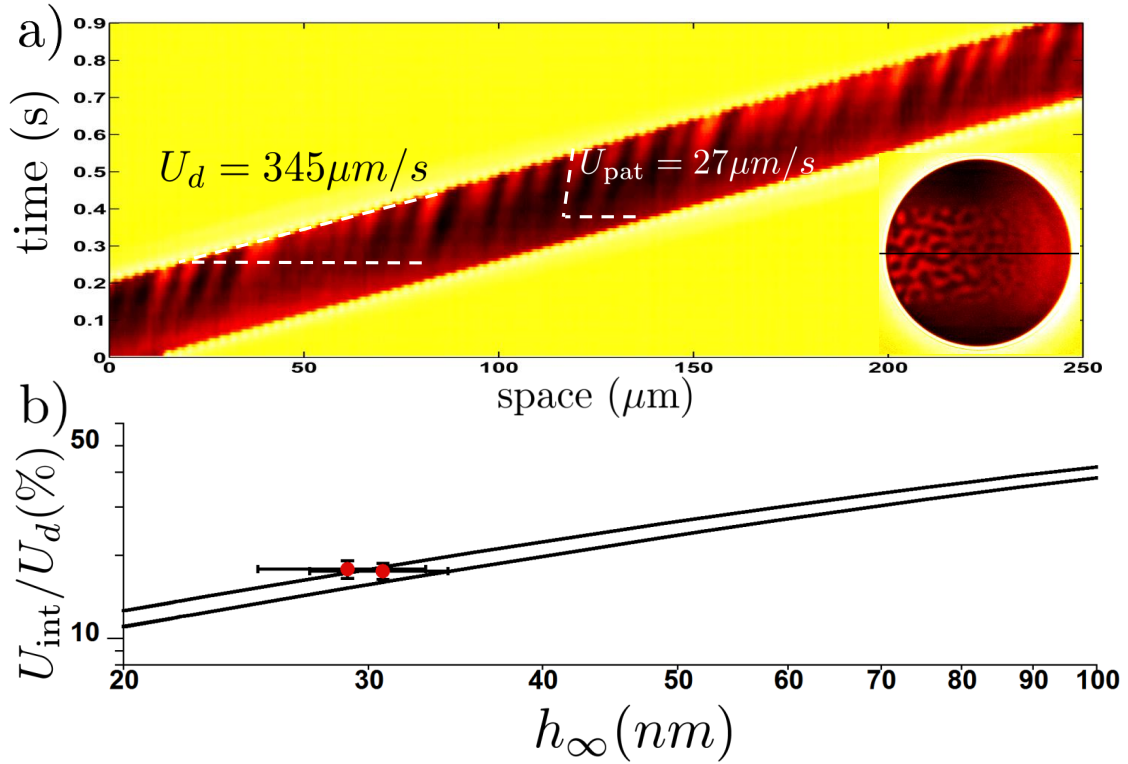 a)
time (s)
0.9
0.8
0.7
0.6
0.5
0.4
0.3
0.2
0.1
0
U_d = 345μm/s
U_pat = 27μm/s
0 50 100 150 200 250
space (μm)
b)
U_int/U_d(%)
50
10
20 30 40 50 60 70 80 90 100
h_∞(nm)